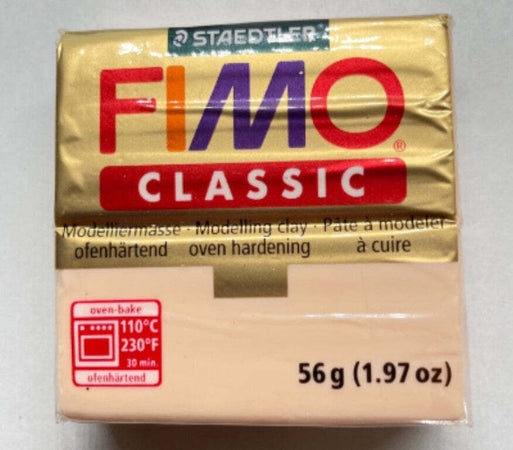 STAEDTLER
FIMO®
CLASSIC
Modelliermasse · Modelling clay · Pâte à modeler
ofenhärtend oven hardening à cuire
oven-bake
110°C
230°F
30 min.
ofenhärtend
56 g (1.97 oz)